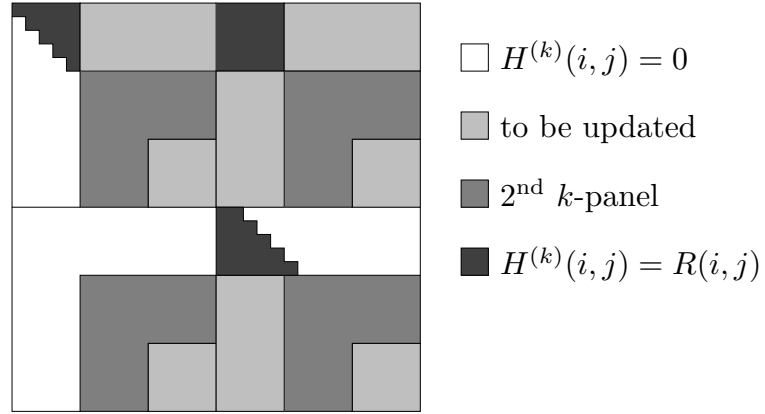 H^(k)(i, j) = 0
to be updated
2^nd k-panel
H^(k)(i, j) = R(i, j)